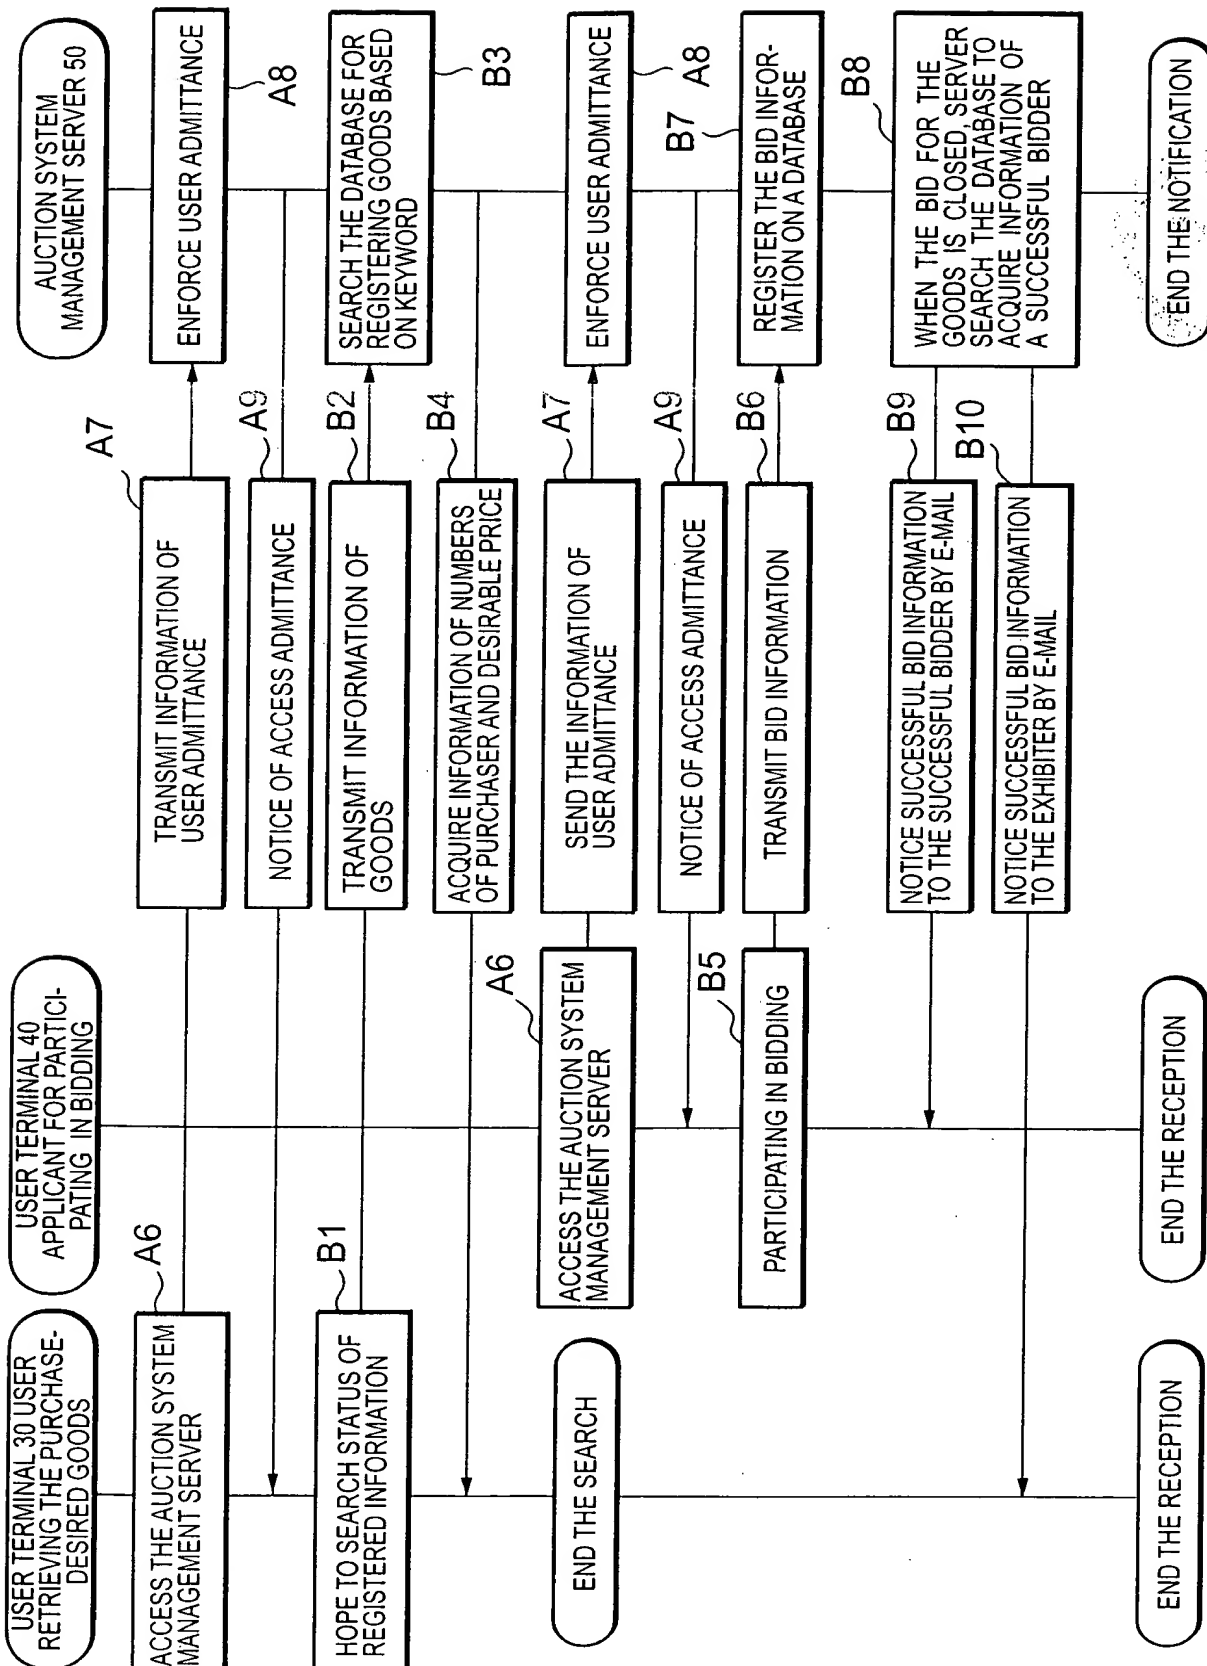 USER TERMINAL 30 USER
RETRIEVING THE PURCHASE-
DESIRED GOODS
USER TERMINAL 40
APPLICANT FOR PARTICI-
PATING IN BIDDING
AUCTION SYSTEM
MANAGEMENT SERVER 50
A6
ACCESS THE AUCTION SYSTEM
MANAGEMENT SERVER
A7
TRANSMIT INFORMATION OF
USER ADMITTANCE
ENFORCE USER ADMITTANCE
A8
A9
NOTICE OF ACCESS ADMITTANCE
B1
HOPE TO SEARCH STATUS OF
REGISTERED INFORMATION
B2
TRANSMIT INFORMATION OF
GOODS
SEARCH THE DATABASE FOR
REGISTERING GOODS BASED
ON KEYWORD
B3
B4
ACQUIRE INFORMATION OF NUMBERS
OF PURCHASER AND DESIRABLE PRICE
END THE SEARCH
A6
ACCESS THE AUCTION SYSTEM
MANAGEMENT SERVER
A7
SEND THE INFORMATION OF
USER ADMITTANCE
ENFORCE USER ADMITTANCE
A8
A9
NOTICE OF ACCESS ADMITTANCE
B5
PARTICIPATING IN BIDDING
B6
TRANSMIT BID INFORMATION
B7
REGISTER THE BID INFOR-
MATION ON A DATABASE
B8
WHEN THE BID FOR THE
GOODS IS CLOSED, SERVER
SEARCH THE DATABASE TO
ACQUIRE INFORMATION OF
A SUCCESSFUL BIDDER
B9
NOTICE SUCCESSFUL BID INFORMATION
TO THE SUCCESSFUL BIDDER BY E-MAIL
B10
NOTICE SUCCESSFUL BID INFORMATION
TO THE EXHIBITER BY E-MAIL
END THE RECEPTION
END THE RECEPTION
END THE NOTIFICATION